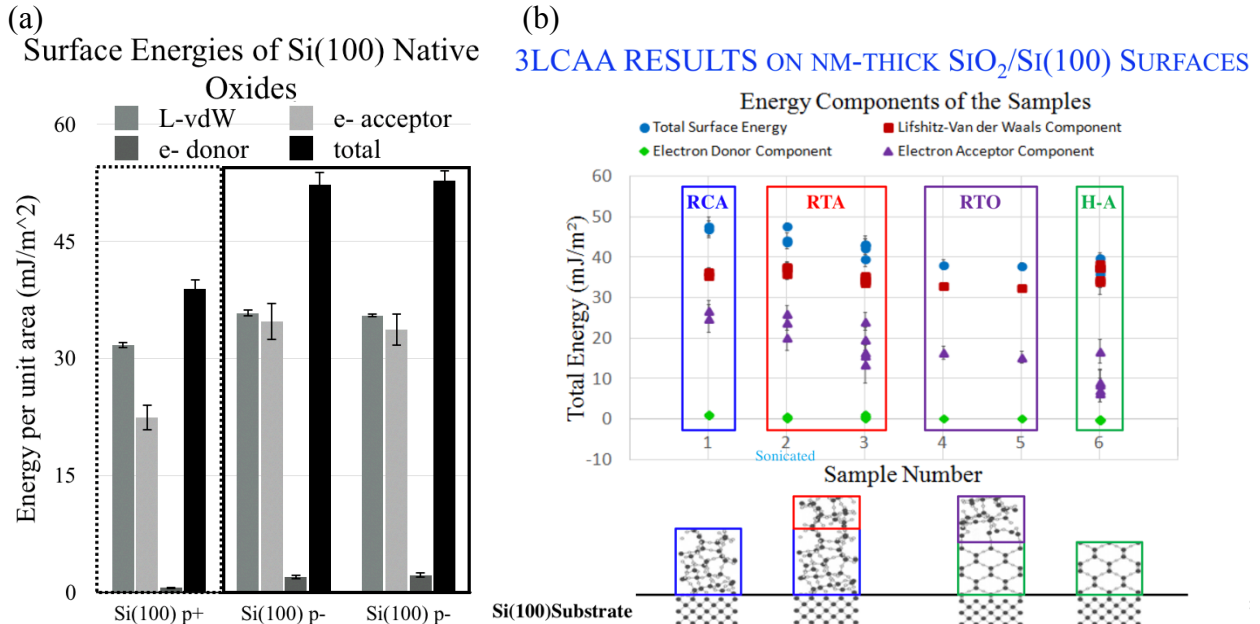 (a)
Surface Energies of Si(100) Native
Oxides
L-vdW
e- acceptor
e- donor
total
Energy per unit area (mJ/m^2)
60
45
30
15
0
Si(100) p+
Si(100) p-
Si(100) p-
(b)
3LCAA RESULTS ON NM-THICK SIO2/SI(100) SURFACES
Energy Components of the Samples
Total Surface Energy
Lifshitz-Van der Waals Component
Electron Donor Component
Electron Acceptor Component
Total Energy (mJ/m²)
60
50
40
30
20
10
0
-10
RCA
RTA
RTO
H-A
1
2
3
4
5
6
Sonicated
Sample Number
Si(100)Substrate